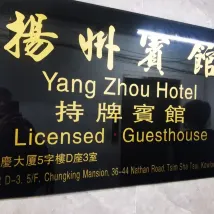 揚州賓館
Yang Zhou Hotel
持牌賓館
Licensed Guesthouse
慶大厦5字樓D座3室
D-3, 5/F, Chungking Mansion, 36-44 Nathan Road, Tsim Sha Tsui, Kowl